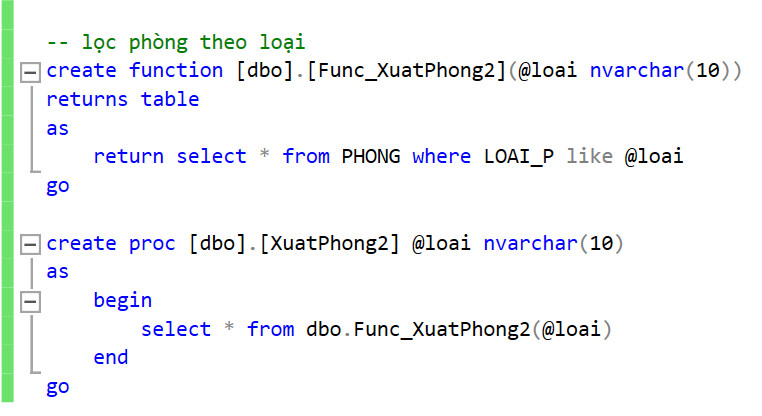 -- lọc phòng theo loại
create function [dbo].[Func_XuatPhong2](@loai nvarchar(10))
returns table
as
return select * from PHONG where LOAI_P like @loai
go
create proc [dbo].[XuatPhong2] @loai nvarchar(10)
as
begin
select * from dbo.Func_XuatPhong2(@loai)
end
go